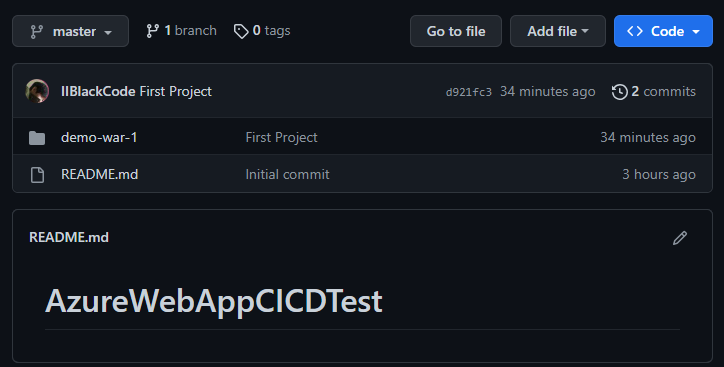 master 1 branch 0 tags Go to file Add file Code
IIBlackCode First Project d921fc3 34 minutes ago 2 commits
demo-war-1 First Project 34 minutes ago
README.md Initial commit 3 hours ago
README.md
AzureWebAppCICDTest